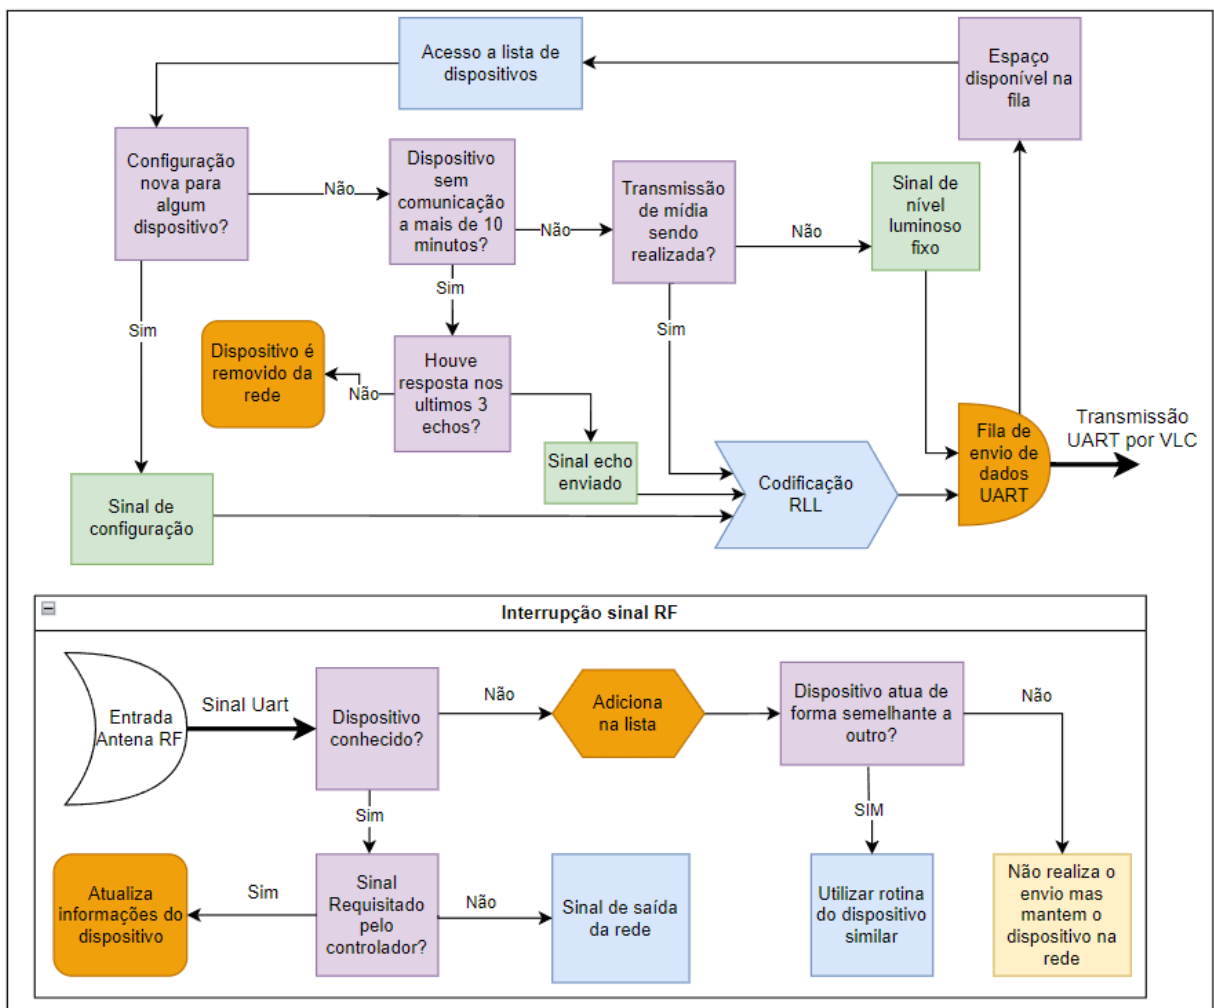 Acesso a lista de
dispositivos
Espaço
disponível na
fila
Configuração
nova para
algum
dispositivo?
Não
Dispositivo
sem
comunicação
a mais de 10
minutos?
Não
Transmissão
de mídia
sendo
realizada?
Não
Sinal de
nível
luminoso
fixo
Sim
Sim
Sim
Dispositivo é
removido da
rede
Não
Houve
resposta nos
ultimos 3
echos?
Sinal echo
enviado
Sinal de
configuração
Codificação
RLL
Fila de
envio de
dados
UART
Transmissão
UART por VLC
Interrupção sinal RF
Entrada
Antena RF
Sinal Uart
Dispositivo
conhecido?
Não
Adiciona
na lista
Dispositivo atua de
forma semelhante a
outro?
Não
Sim
SIM
Atualiza
informações do
dispositivo
Sim
Sinal
Requisitado
pelo
controlador?
Não
Sinal de saída
da rede
Utilizar rotina
do dispositivo
similar
Não realiza o
envio mas
mantem o
dispositivo na
rede